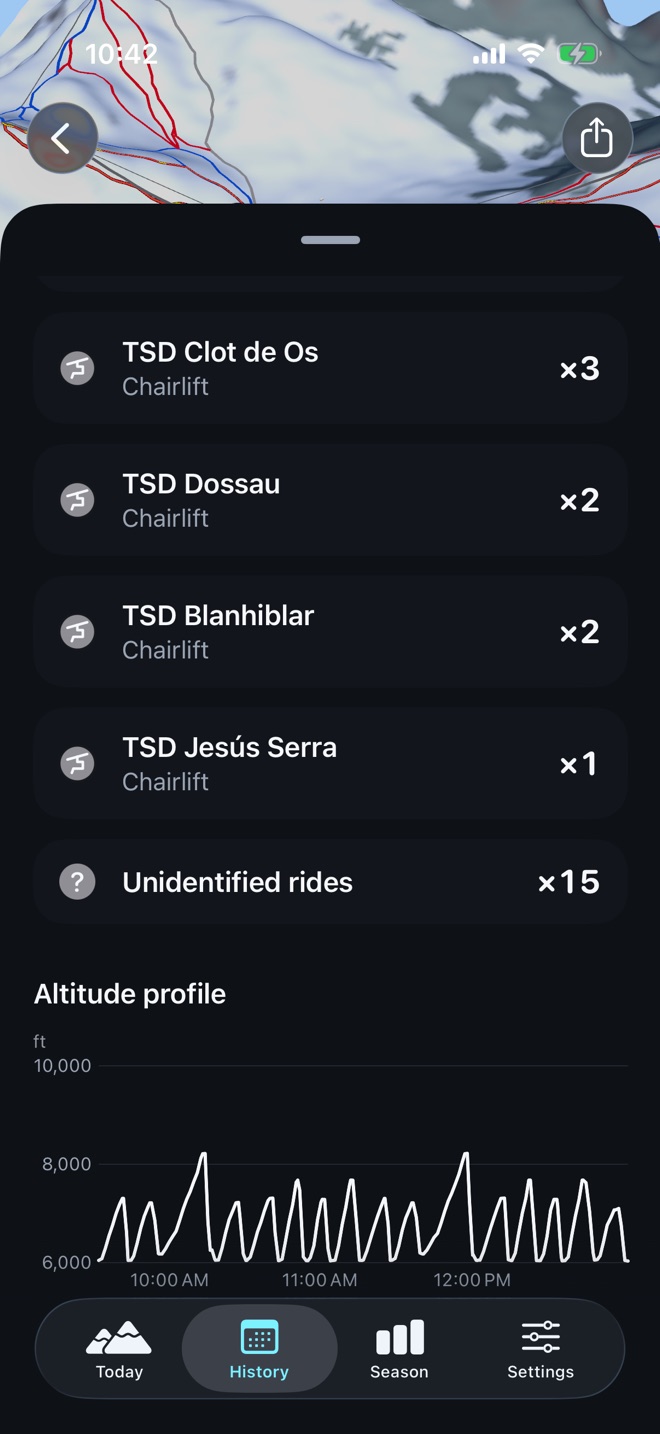 10:42
TSD Clot de Os
Chairlift
×3
TSD Dossau
Chairlift
×2
TSD Blanhiblar
Chairlift
×2
TSD Jesús Serra
Chairlift
×1
?
Unidentified rides
×15
Altitude profile
ft
10,000
8,000
6,000
10:00 AM
11:00 AM
12:00 PM
Today
History
Season
Settings